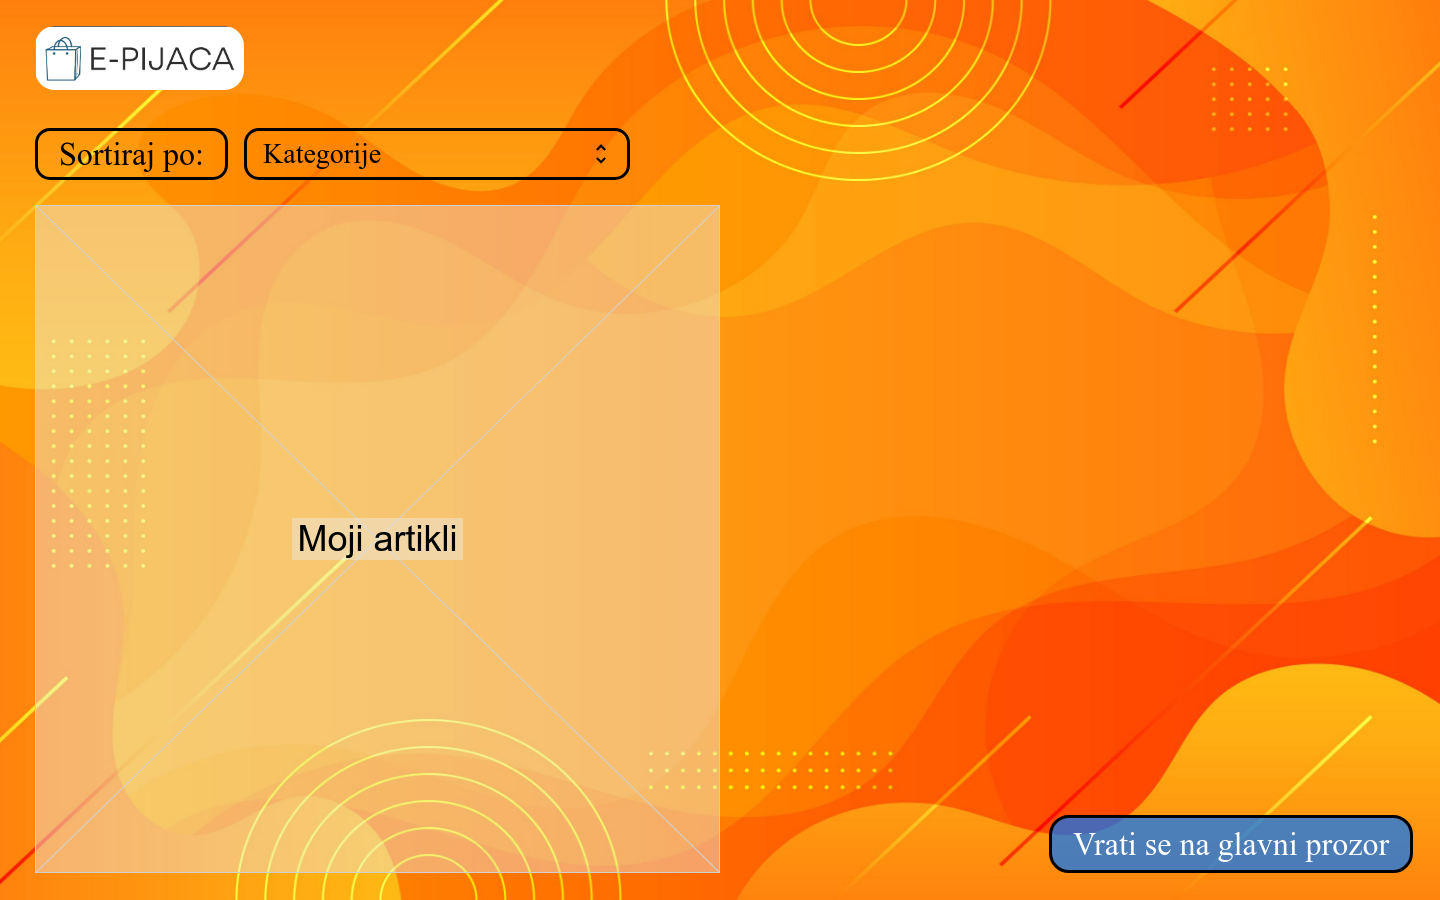 E-PIJACA
Sortiraj po:
Kategorije
Moji artikli
Vrati se na glavni prozor